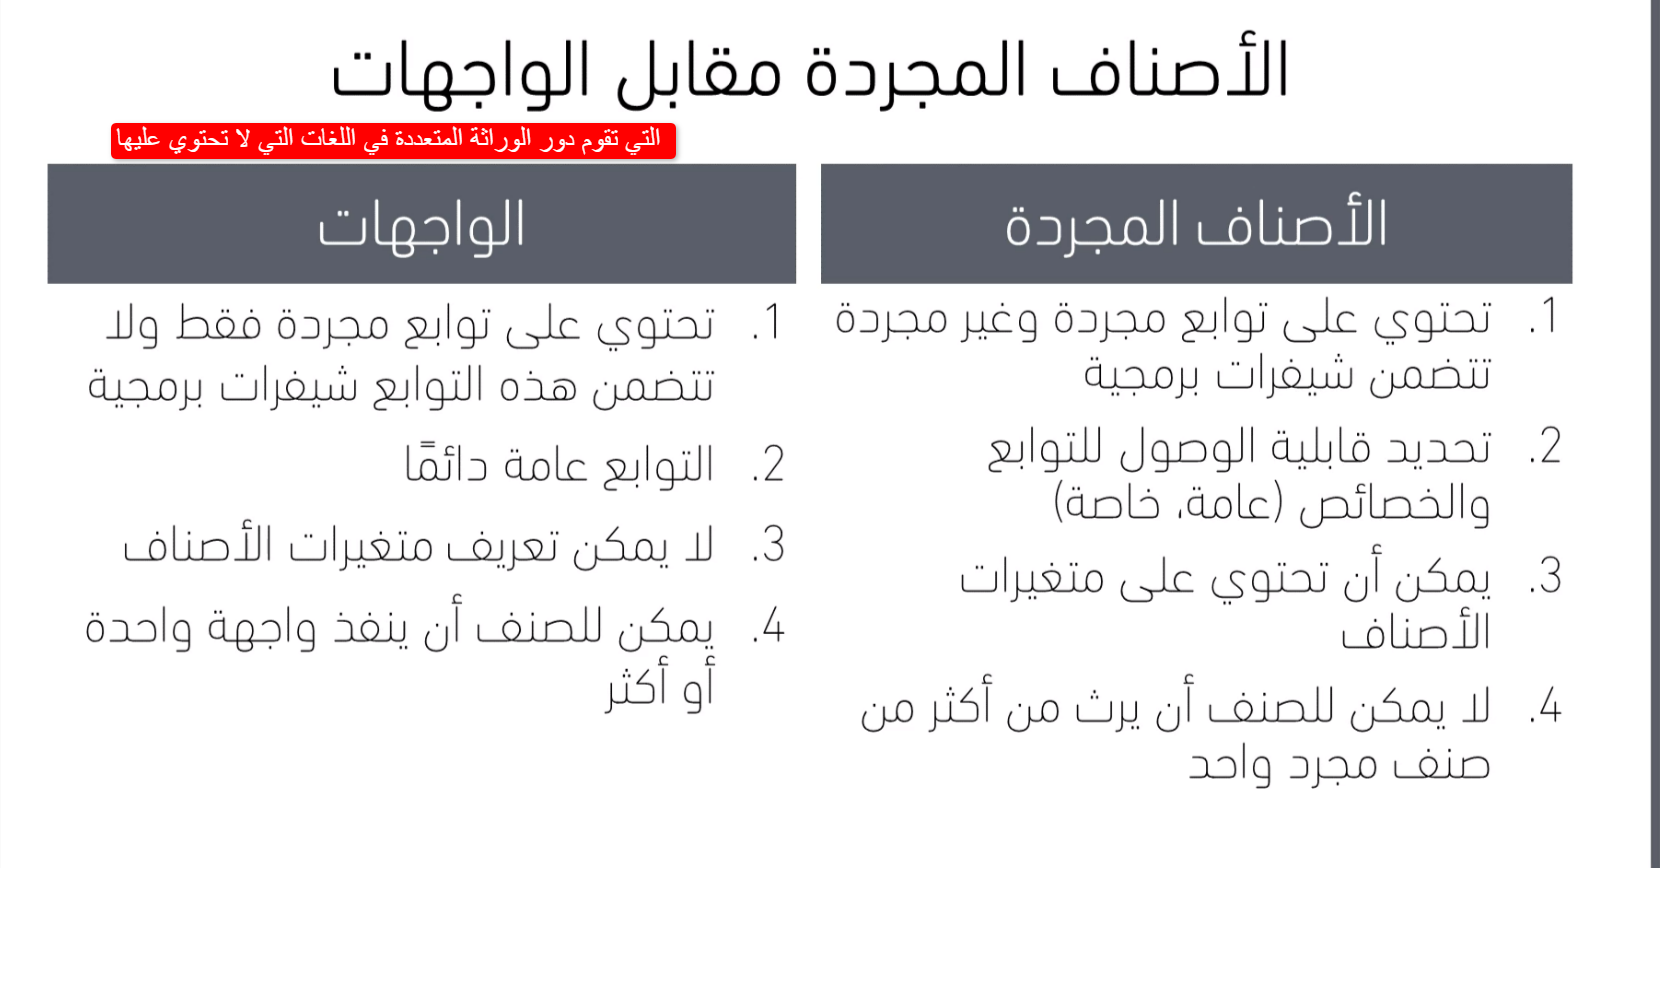 الأصناف المجردة مقابل الواجهات
التي تقوم دور الوراثة المتعددة في اللغات التي لا تحتوي عليها
الأصناف المجردة
1. تحتوي على توابع مجردة وغير مجردة
تتضمن شيفرات برمجية
2. تحديد قابلية الوصول للتوابع
والخصائص (عامة، خاصة)
3. يمكن أن تحتوي على متغيرات
الأصناف
4. لا يمكن للصنف أن يرث من أكثر من
صنف مجرد واحد
الواجهات
1. تحتوي على توابع مجردة فقط ولا
تتضمن هذه التوابع شيفرات برمجية
2. التوابع عامة دائمًا
3. لا يمكن تعريف متغيرات الأصناف
4. يمكن للصنف أن ينفذ واجهة واحدة
أو أكثر